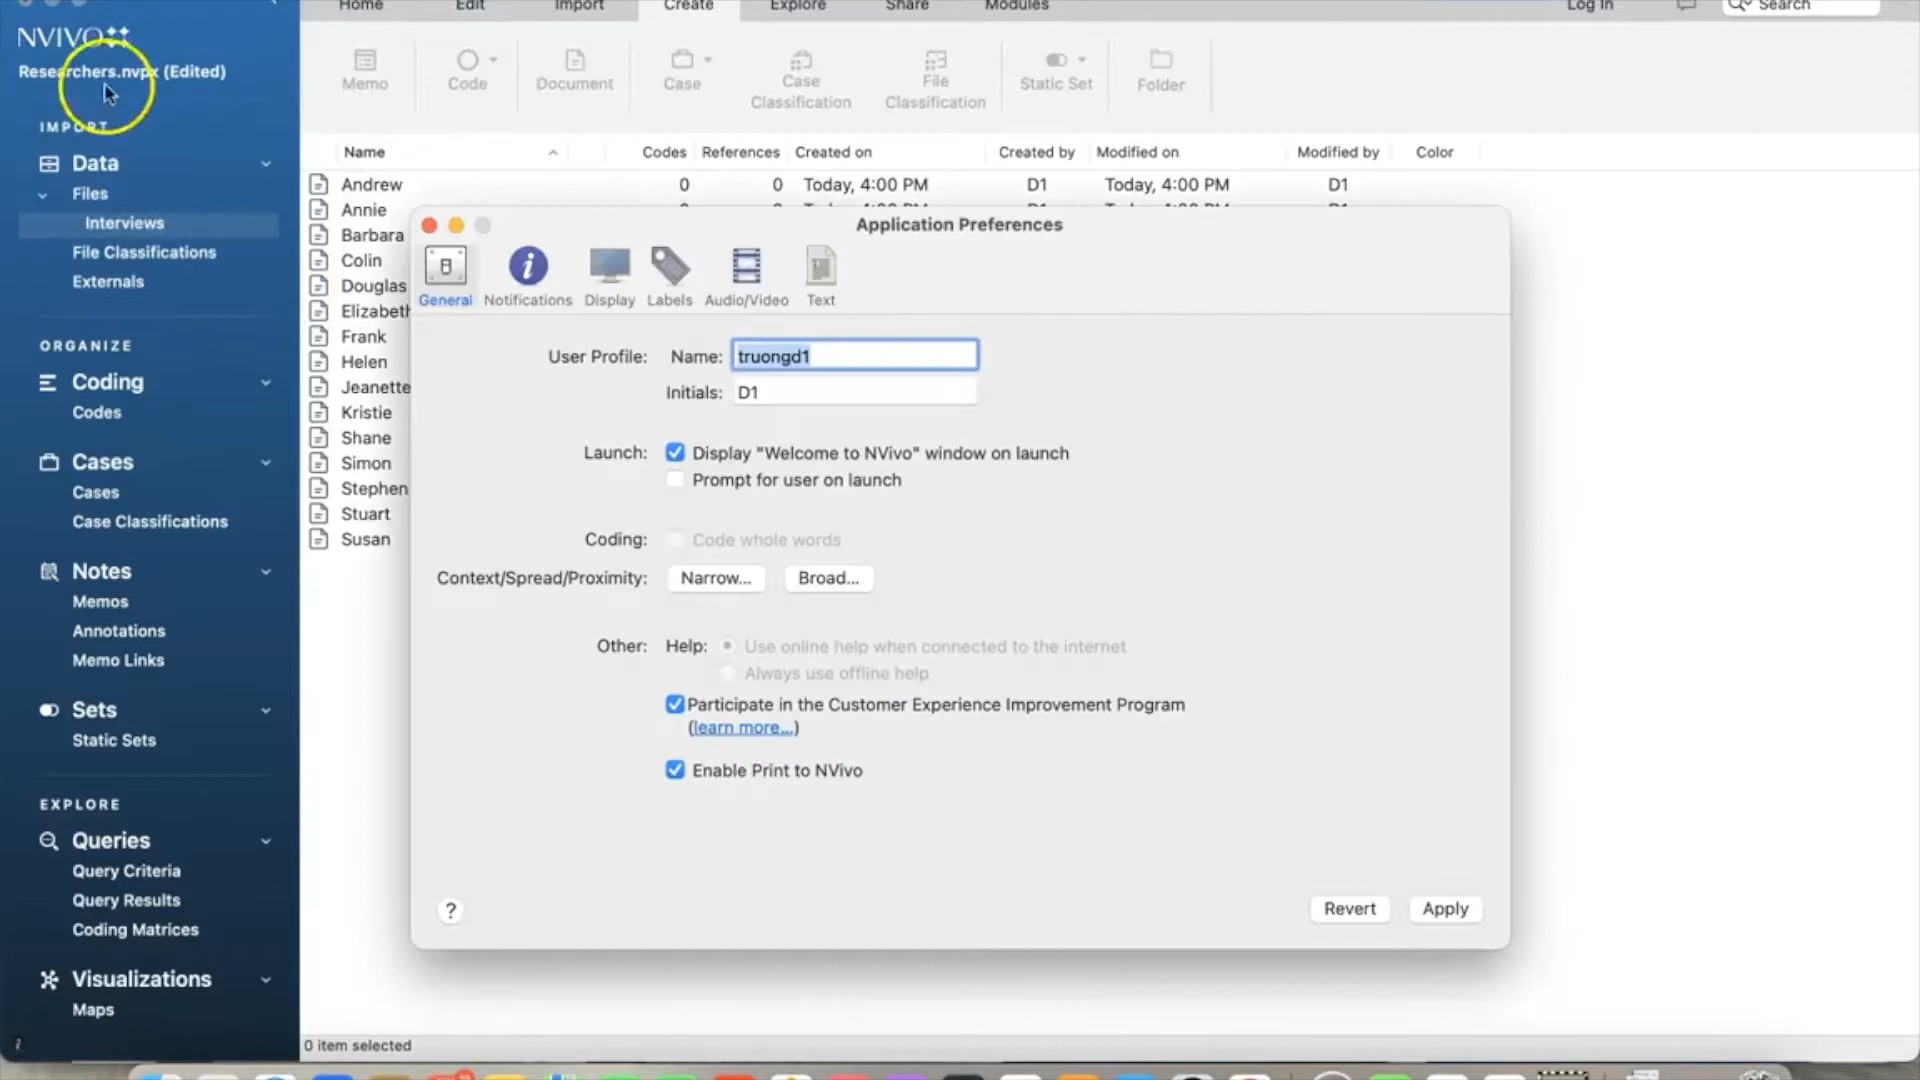 Home Edit Import Create Explore Share Modules Log In Search
NVIVO
Researchers.nvpx (Edited)
Memo Code Document Case Case Classification File Classification Static Set Folder
IMPORT
Data
Files
Interviews
File Classifications
Externals
ORGANIZE
Coding
Codes
Cases
Cases
Case Classifications
Notes
Memos
Annotations
Memo Links
Sets
Static Sets
EXPLORE
Queries
Query Criteria
Query Results
Coding Matrices
Visualizations
Maps
Name Codes References Created on Created by Modified on Modified by Color
Andrew 0 0 Today, 4:00 PM D1 Today, 4:00 PM D1
Annie
Barbara
Colin
Douglas
Elizabeth
Frank
Helen
Jeanette
Kristie
Shane
Simon
Stephen
Stuart
Susan
Application Preferences
General Notifications Display Labels Audio/Video Text
User Profile: Name: truongd1
Initials: D1
Launch: Display "Welcome to NVivo" window on launch
Prompt for user on launch
Coding: Code whole words
Context/Spread/Proximity: Narrow... Broad...
Other: Help: Use online help when connected to the internet
Always use offline help
Participate in the Customer Experience Improvement Program
(learn more...)
Enable Print to NVivo
? Revert Apply
0 item selected